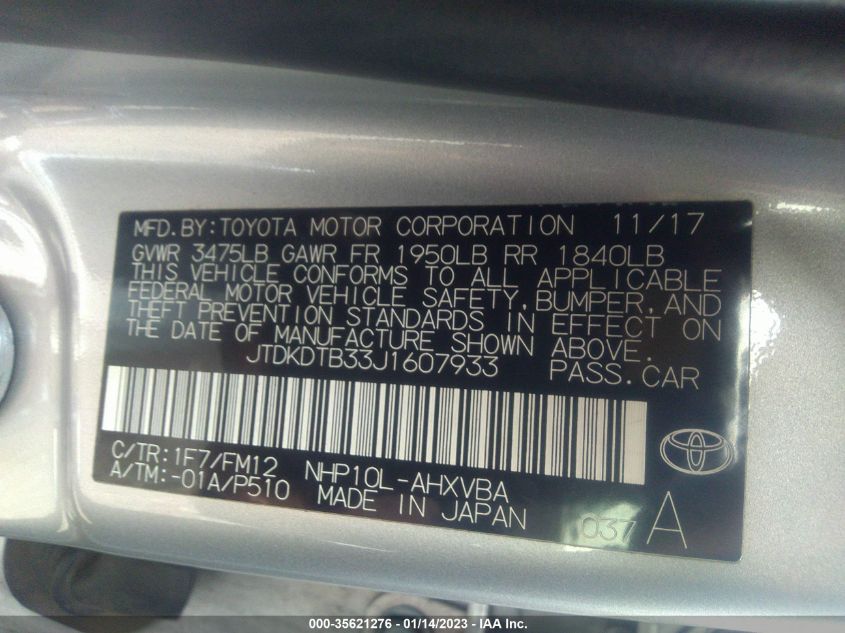 MFD.BY:TOYOTA MOTOR CORPORATION 11/17
GVWR 3475LB GAWR FR 1950LB RR 1840LB
THIS VEHICLE CONFORMS TO ALL APPLICABLE
FEDERAL MOTOR VEHICLE SAFETY, BUMPER, AND
THEFT PREVENTION STANDARDS IN EFFECT ON
THE DATE OF MANUFACTURE SHOWN ABOVE.
JTDKDTB33J1607933 PASS.CAR
C/TR:1F7/FM12 NHP10L-AHXVBA
A/TM:-01A/P510 MADE IN JAPAN
037 A
000-35621276 - 01/14/2023 - IAA Inc.